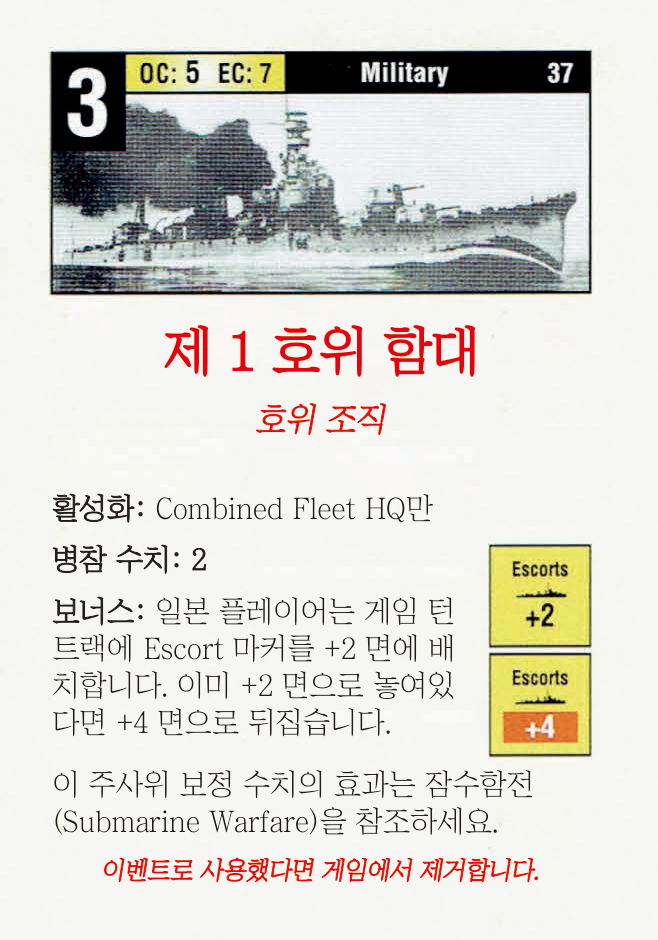 3 OC: 5 EC: 7 Military 37
제 1 호위 함대
호위 조직
활성화: Combined Fleet HQ만
병참 수치: 2
보너스: 일본 플레이어는 게임 턴
트랙에 Escort 마커를 +2 면에 배
치합니다. 이미 +2 면으로 놓여있
다면 +4 면으로 뒤집습니다.
Escorts
+2
Escorts
+4
이 주사위 보정 수치의 효과는 잠수함전
(Submarine Warfare)을 참조하세요.
이벤트로 사용했다면 게임에서 제거합니다.